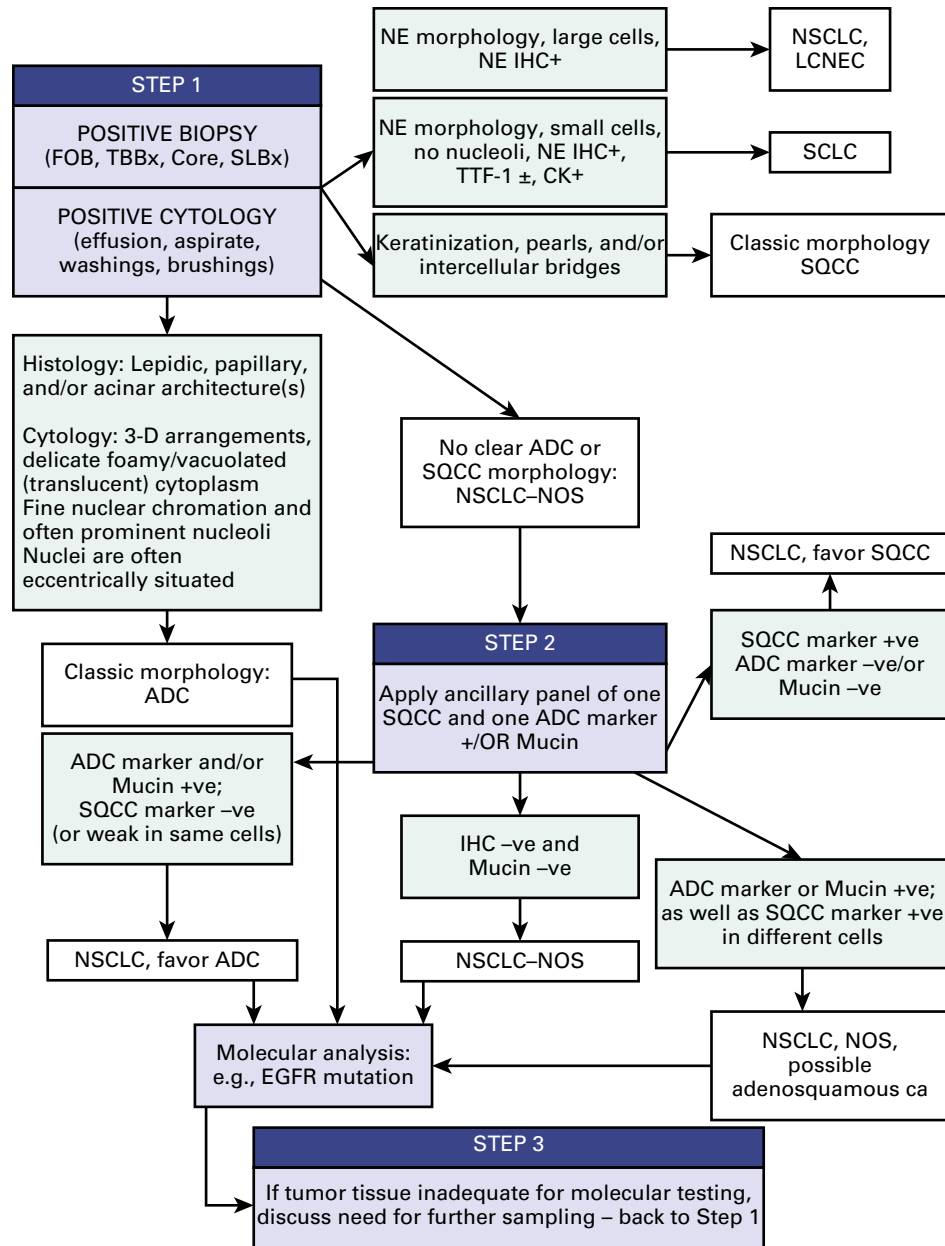 NE morphology, large cells,
NE IHC+
NSCLC,
LCNEC
STEP 1
POSITIVE BIOPSY
(FOB, TBBx, Core, SLBx)
POSITIVE CYTOLOGY
(effusion, aspirate,
washings, brushings)
NE morphology, small cells,
no nucleoli, NE IHC+,
TTF-1 ±, CK+
SCLC
Keratinization, pearls, and/or
intercellular bridges
Classic morphology
SQCC
Histology: Lepidic, papillary,
and/or acinar architecture(s)
Cytology: 3-D arrangements,
delicate foamy/vacuolated
(translucent) cytoplasm
Fine nuclear chromation and
often prominent nucleoli
Nuclei are often
eccentrically situated
No clear ADC or
SQCC morphology:
NSCLC–NOS
NSCLC, favor SQCC
SQCC marker +ve
ADC marker –ve/or
Mucin –ve
Classic morphology:
ADC
STEP 2
Apply ancillary panel of one
SQCC and one ADC marker
+/OR Mucin
ADC marker and/or
Mucin +ve;
SQCC marker –ve
(or weak in same cells)
IHC –ve and
Mucin –ve
ADC marker or Mucin +ve;
as well as SQCC marker +ve
in different cells
NSCLC, favor ADC
NSCLC–NOS
NSCLC, NOS,
possible
adenosquamous ca
Molecular analysis:
e.g., EGFR mutation
STEP 3
If tumor tissue inadequate for molecular testing,
discuss need for further sampling – back to Step 1